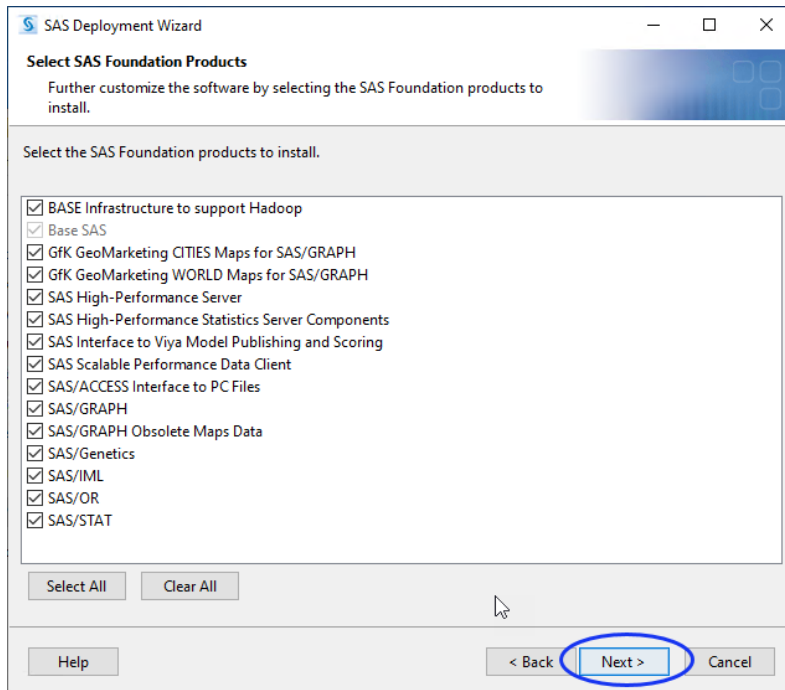 SAS Deployment Wizard
Select SAS Foundation Products
Further customize the software by selecting the SAS Foundation products to
install.
Select the SAS Foundation products to install.
BASE Infrastructure to support Hadoop
Base SAS
GfK GeoMarketing CITIES Maps for SAS/GRAPH
GfK GeoMarketing WORLD Maps for SAS/GRAPH
SAS High-Performance Server
SAS High-Performance Statistics Server Components
SAS Interface to Viya Model Publishing and Scoring
SAS Scalable Performance Data Client
SAS/ACCESS Interface to PC Files
SAS/GRAPH
SAS/GRAPH Obsolete Maps Data
SAS/Genetics
SAS/IML
SAS/OR
SAS/STAT
Select All Clear All
Help < Back Next > Cancel